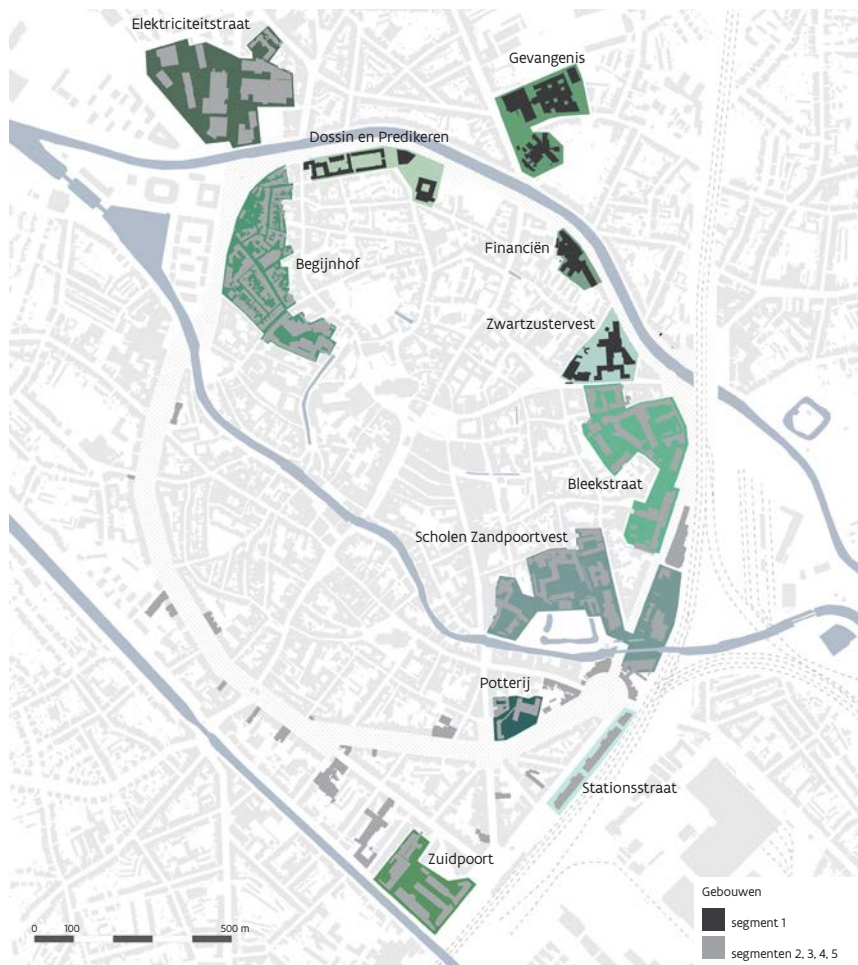 Elektriciteitstraat
Gevangenis
Dossin en Predikeren
Financiën
Begijnhof
Zwartzustervest
Bleekstraat
Scholen Zandpoortvest
Potterij
Stationsstraat
Zuidpoort
Gebouwen
segment 1
segmenten 2, 3, 4, 5
0 100 500 m